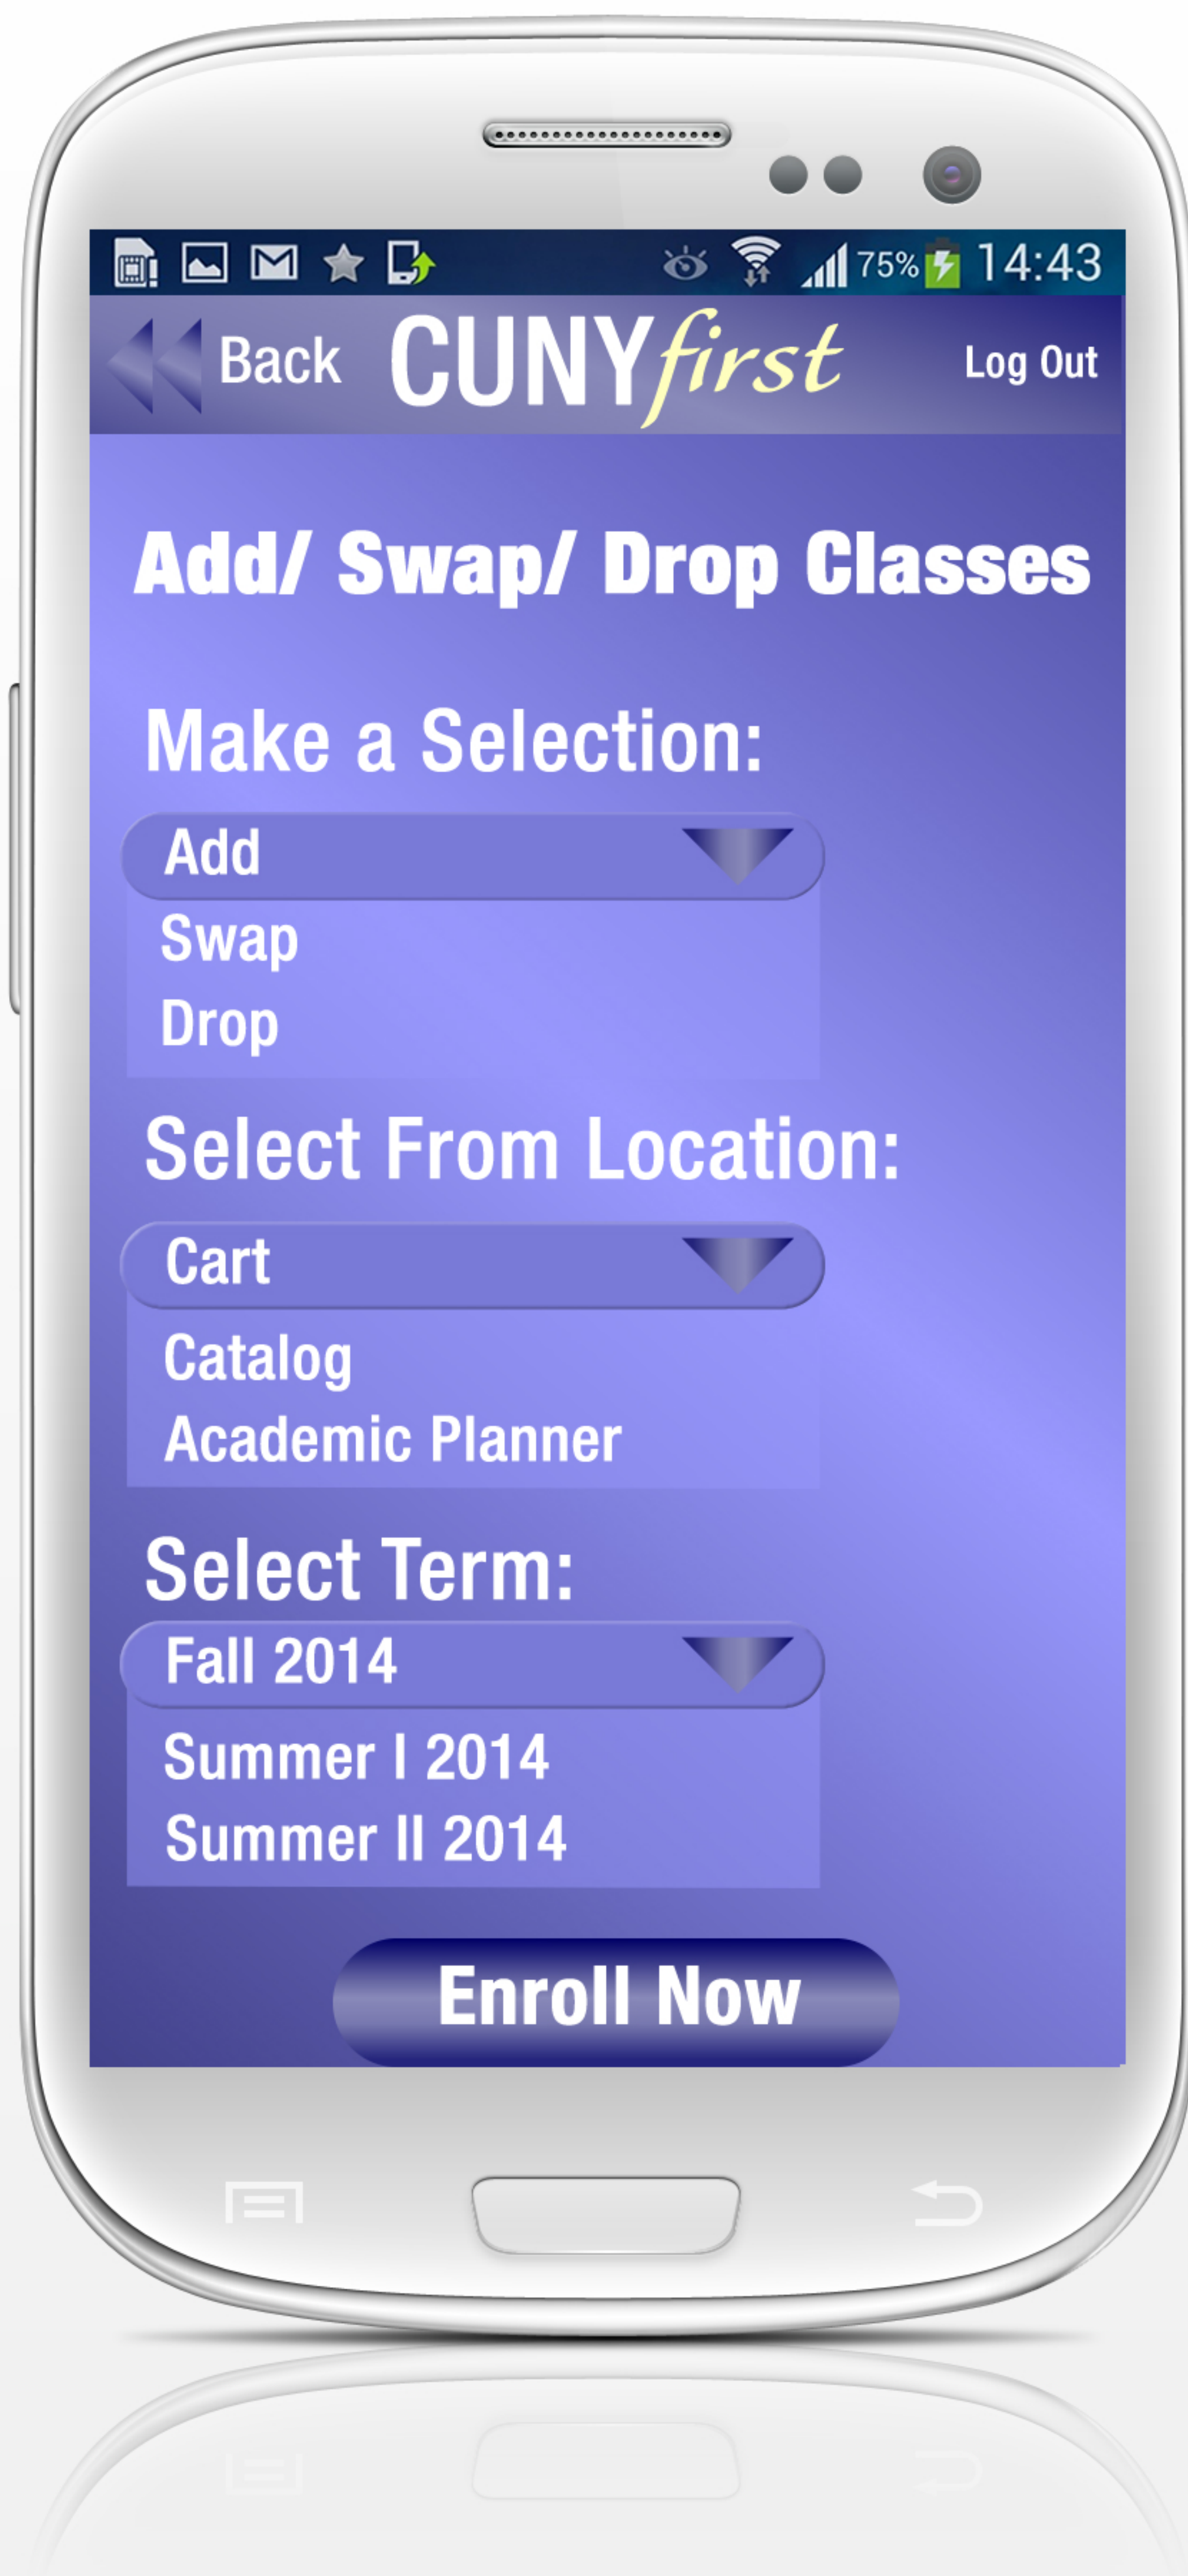 75% 14:43
Back CUNYfirst Log Out
Add/ Swap/ Drop Classes
Make a Selection:
Add
Swap
Drop
Select From Location:
Cart
Catalog
Academic Planner
Select Term:
Fall 2014
Summer I 2014
Summer II 2014
Enroll Now